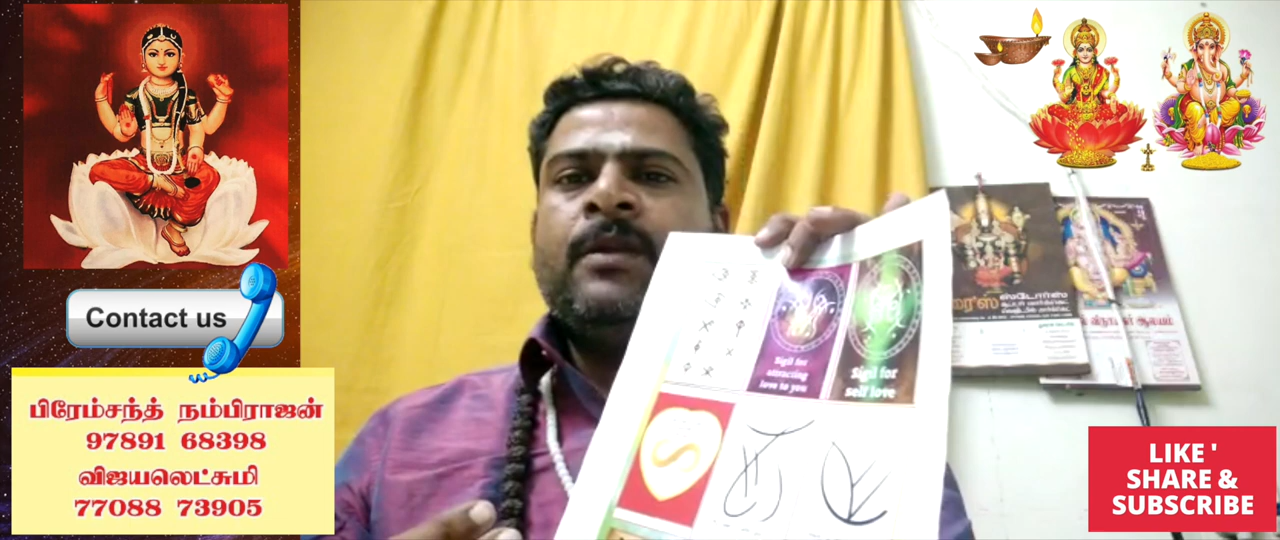 Contact us
பிரேம்சந்த் நம்பிராஜன்
97891 68398
விஜயலெட்சுமி
77088 73905
Sigil for
attracting
love to you
Sigil for
self love
ஸ்டோர்ஸ்
ஆலயம்
LIKE '
SHARE &
SUBSCRIBE